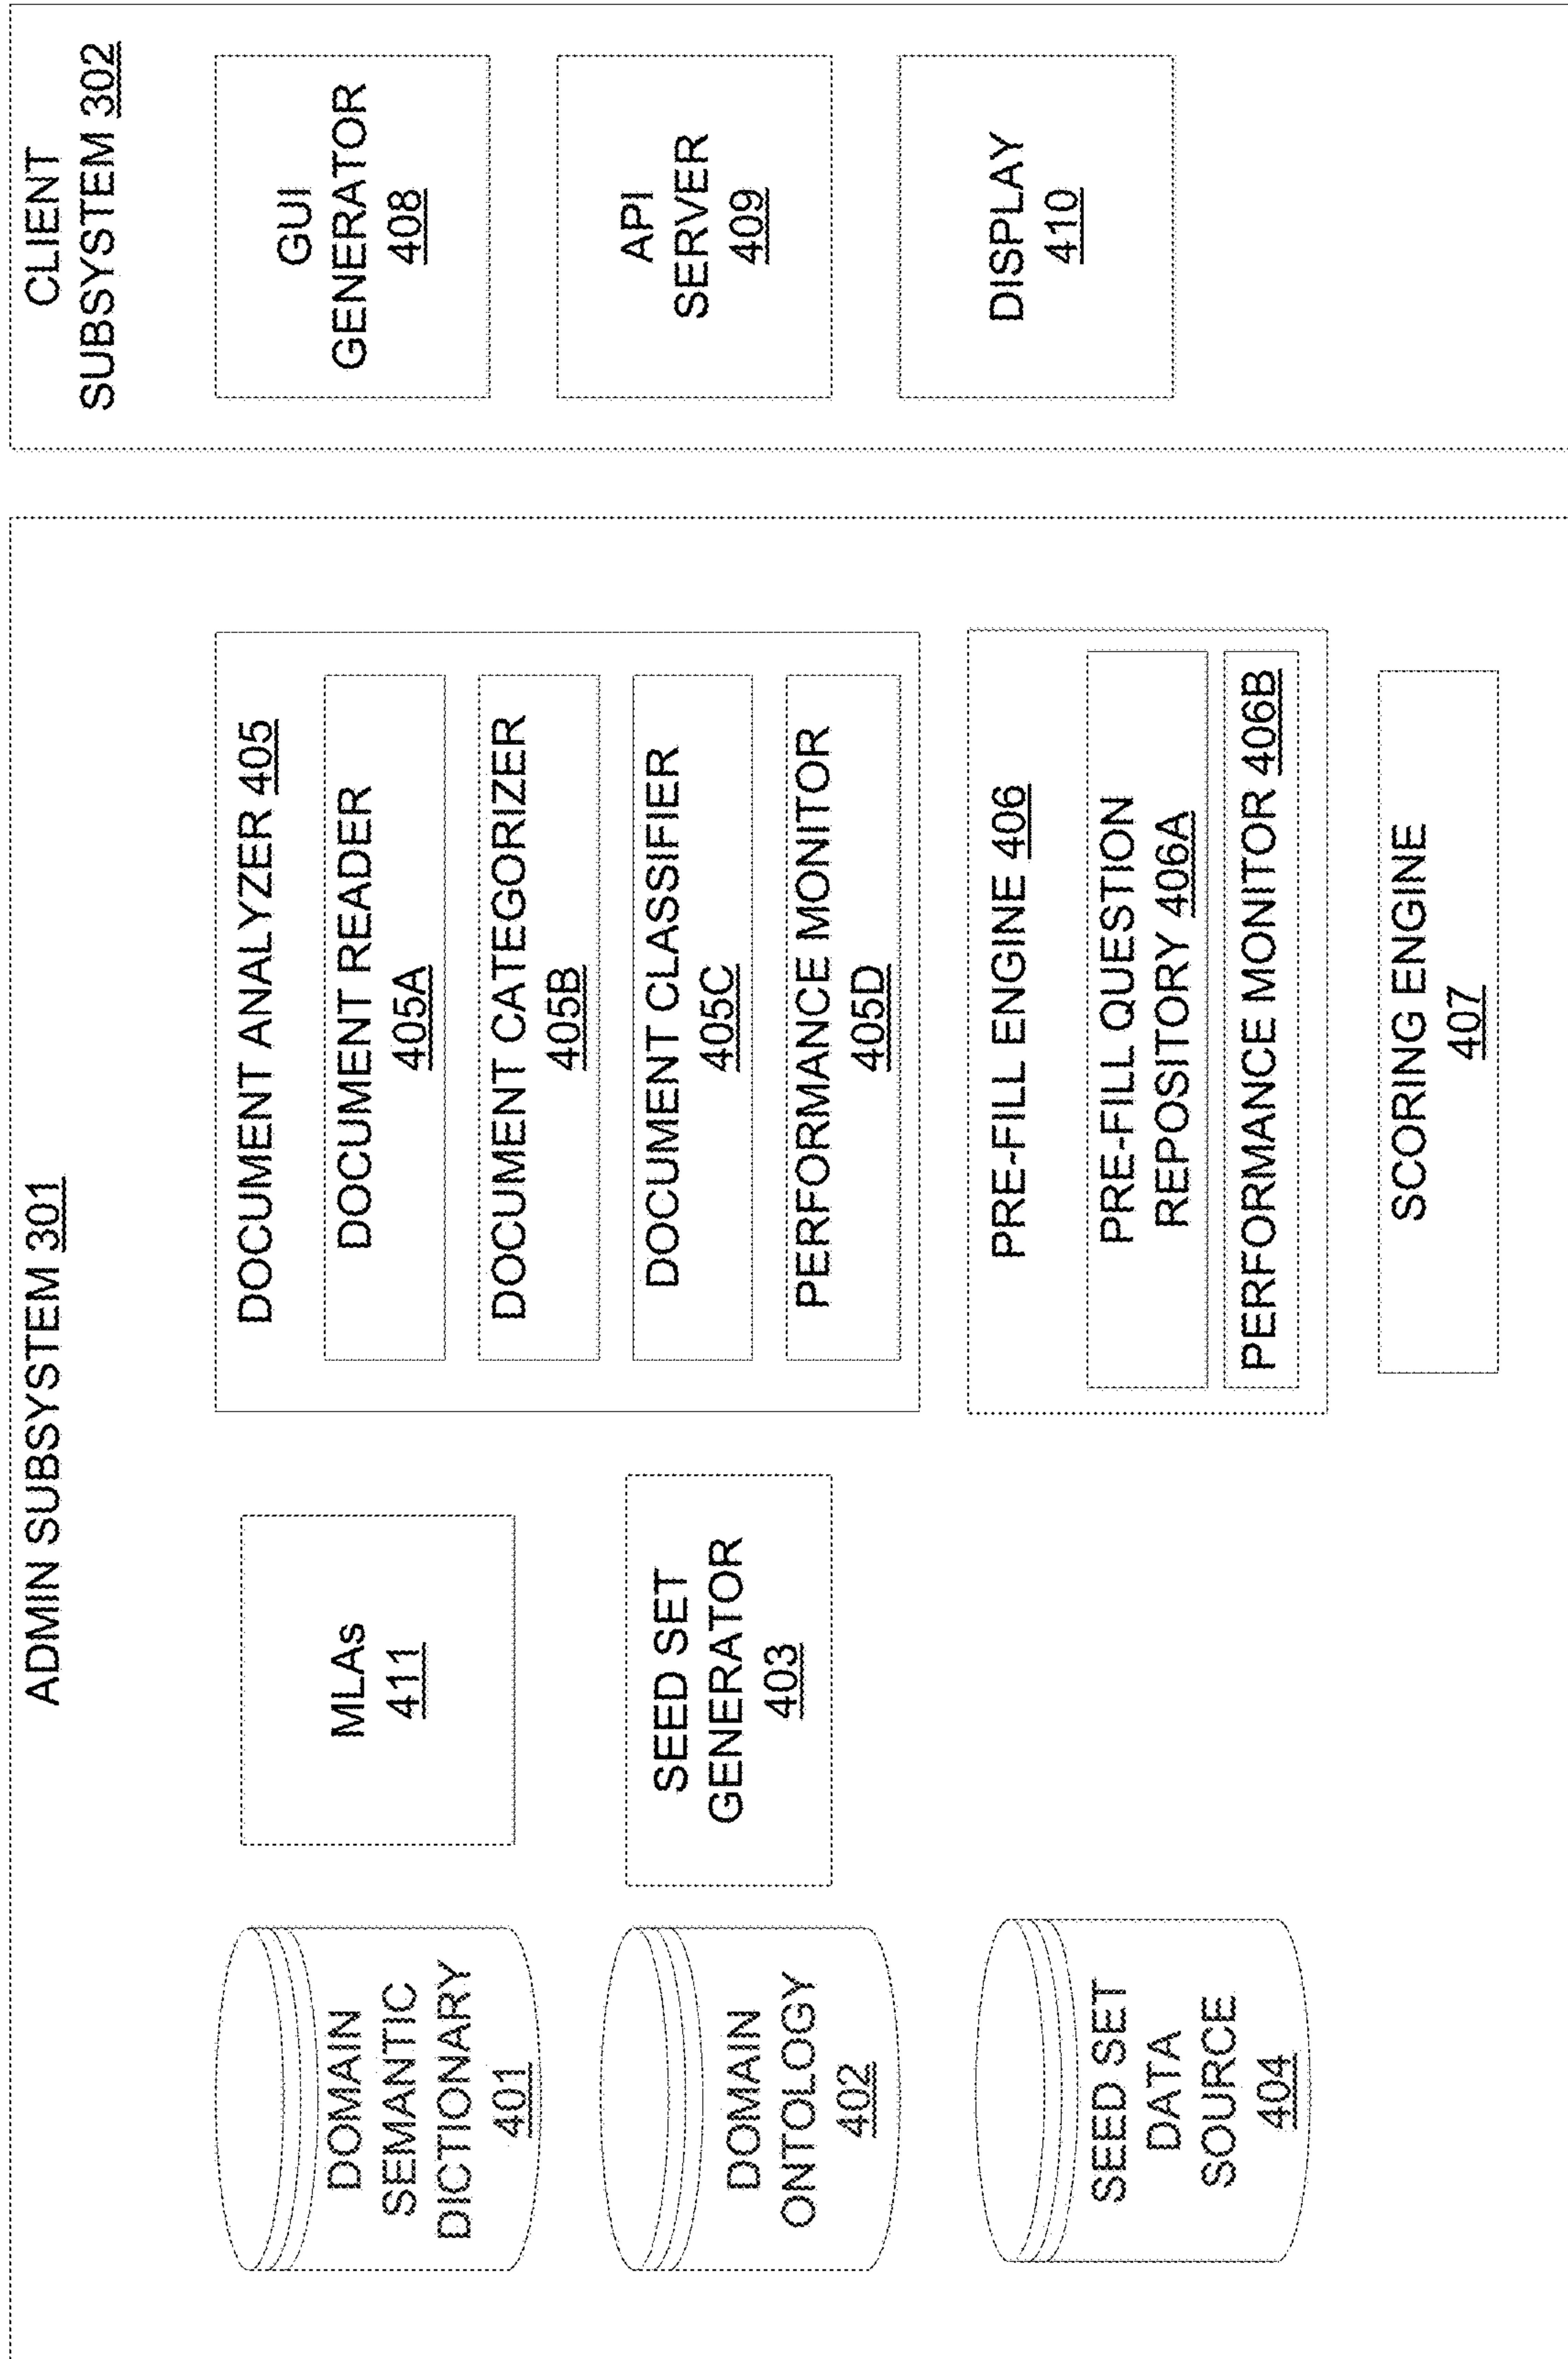 ADMIN SUBSYSTEM 301
DOMAIN
SEMANTIC
DICTIONARY
401
DOMAIN
ONTOLOGY
402
SEED SET
DATA
SOURCE
404
MLAs
411
SEED SET
GENERATOR
403
DOCUMENT ANALYZER 405
DOCUMENT READER
405A
DOCUMENT CATEGORIZER
405B
DOCUMENT CLASSIFIER
405C
PERFORMANCE MONITOR
405D
PRE-FILL ENGINE 406
PRE-FILL QUESTION
REPOSITORY 406A
PERFORMANCE MONITOR 406B
SCORING ENGINE
407
CLIENT
SUBSYSTEM 302
GUI
GENERATOR
408
API
SERVER
409
DISPLAY
410